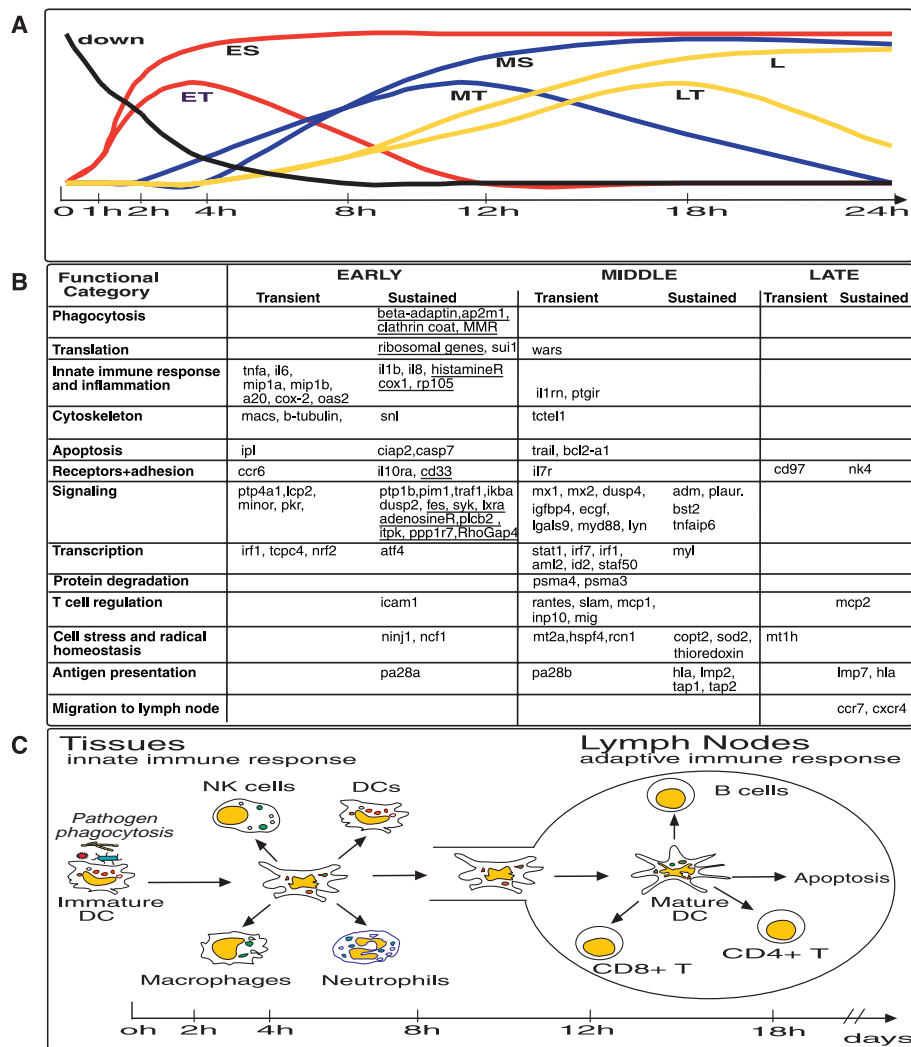 A
down
ES
MS
L
ET
MT
LT
0 1h 2h 4h 8h 12h 18h 24h
B
Functional Category EARLY MIDDLE LATE
Transient Sustained Transient Sustained Transient Sustained
Phagocytosis
beta-adaptin,ap2m1,
clathrin coat, MMR
Translation
ribosomal genes, sui1
wars
Innate immune response
and inflammation
tnfa, il6,
mip1a, mip1b,
a20, cox-2, oas2
il1b, il8, histamineR
cox1, rp105
il1rn, ptgir
Cytoskeleton
macs, b-tubulin,
snl
tctel1
Apoptosis
ipl
ciap2,casp7
trail, bcl2-a1
Receptors+adhesion
ccr6
il10ra, cd33
il7r
cd97
nk4
Signaling
ptp4a1,lcp2,
minor, pkr,
ptp1b,pim1,traf1,ikba
dusp2, fes, syk, lxra
adenosineR,plcb2 ,
itpk, ppp1r7,RhoGap4
mx1, mx2, dusp4,
igfbp4, ecgf,
lgals9, myd88, lyn
adm, plaur.
bst2
tnfaip6
Transcription
irf1, tcpc4, nrf2
atf4
stat1, irf7, irf1,
aml2, id2, staf50
myl
Protein degradation
psma4, psma3
T cell regulation
icam1
rantes, slam, mcp1,
inp10, mig
mcp2
Cell stress and radical
homeostasis
ninj1, ncf1
mt2a,hspf4,rcn1
copt2, sod2,
thioredoxin
mt1h
Antigen presentation
pa28a
pa28b
hla, lmp2,
tap1, tap2
lmp7, hla
Migration to lymph node
ccr7, cxcr4
C
Tissues
innate immune response
Lymph Nodes
adaptive immune response
NK cells
DCs
B cells
Pathogen
phagocytosis
Immature
DC
Mature
DC
Apoptosis
Macrophages
Neutrophils
CD8+ T
CD4+ T
oh 2h 4h 8h 12h 18h days